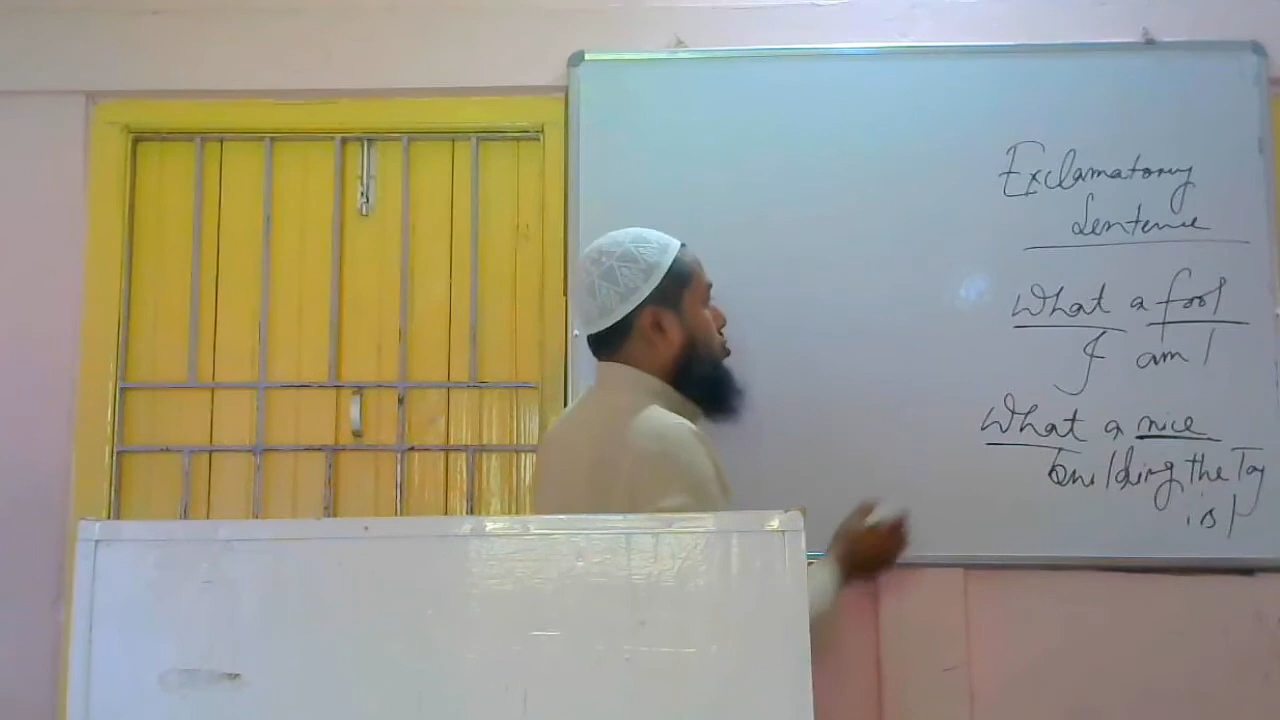 Exclamatory
Sentence
What a fool
I am !
What a nice
building the Taj
is !